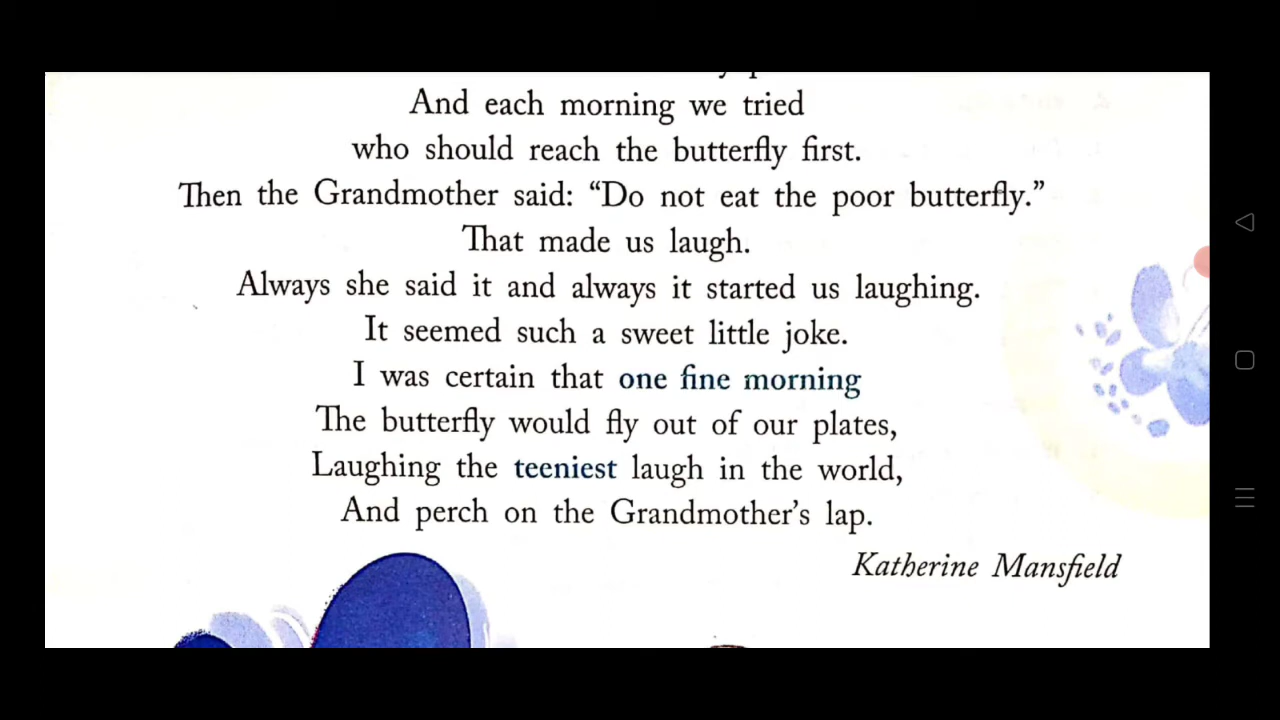 And each morning we tried
who should reach the butterfly first.
Then the Grandmother said: “Do not eat the poor butterfly.”
That made us laugh.
Always she said it and always it started us laughing.
It seemed such a sweet little joke.
I was certain that one fine morning
The butterfly would fly out of our plates,
Laughing the teeniest laugh in the world,
And perch on the Grandmother’s lap.
Katherine Mansfield